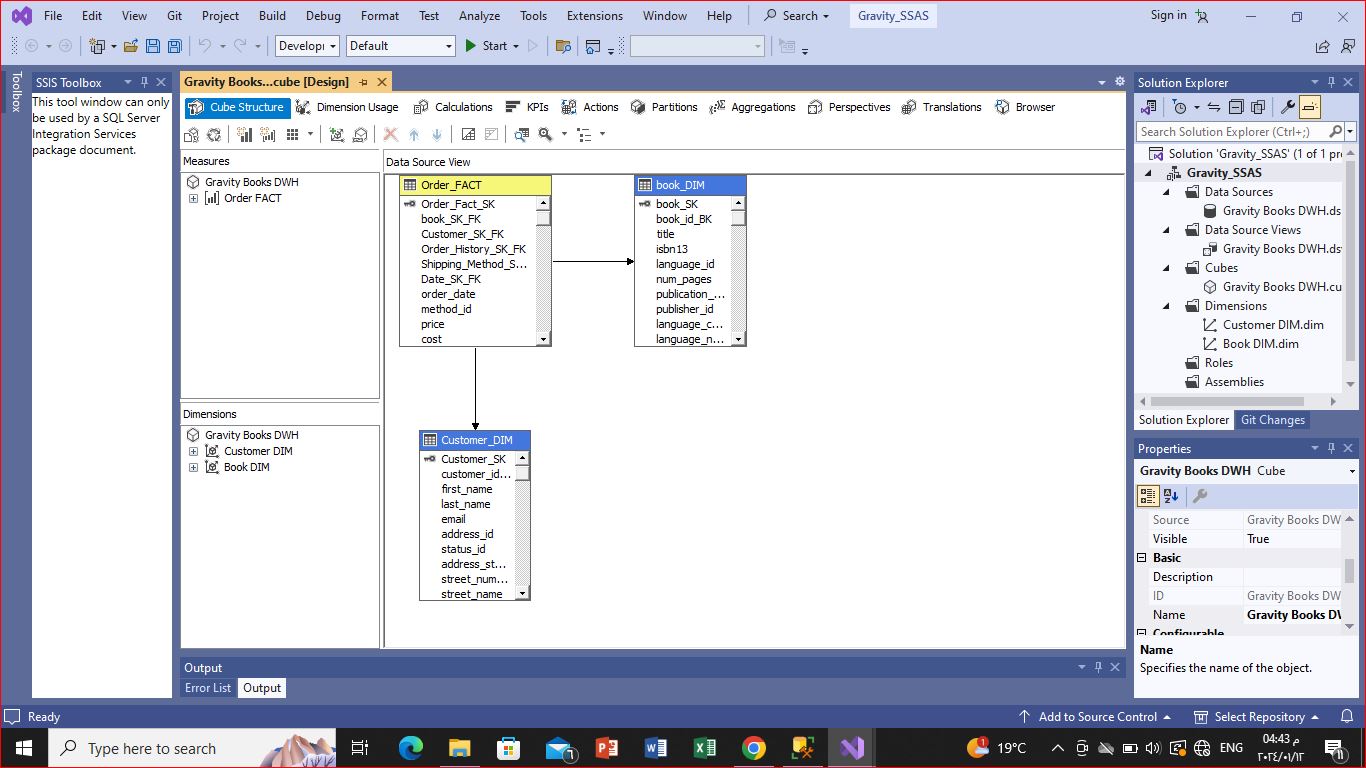 File Edit View Git Project Build Debug Format Test Analyze Tools Extensions Window Help Search Gravity_SSAS Sign in
Developı Default Start
Toolbox
SSIS Toolbox
This tool window can only
be used by a SQL Server
Integration Services
package document.
Gravity Books...cube [Design]
Cube Structure Dimension Usage Calculations KPIs Actions Partitions Aggregations Perspectives Translations Browser
Measures
Gravity Books DWH
Order FACT
Dimensions
Gravity Books DWH
Customer DIM
Book DIM
Data Source View
Order_FACT
Order_Fact_SK
book_SK_FK
Customer_SK_FK
Order_History_SK_FK
Shipping_Method_S...
Date_SK_FK
order_date
method_id
price
cost
book_DIM
book_SK
book_id_BK
title
isbn13
language_id
num_pages
publication_...
publisher_id
language_c...
language_n...
Customer_DIM
Customer_SK
customer_id...
first_name
last_name
email
address_id
status_id
address_st...
street_num...
street_name
Output
Error List Output
Solution Explorer
Search Solution Explorer (Ctrl+;)
Solution 'Gravity_SSAS' (1 of 1 pr
Gravity_SSAS
Data Sources
Gravity Books DWH.ds
Data Source Views
Gravity Books DWH.ds
Cubes
Gravity Books DWH.cu
Dimensions
Customer DIM.dim
Book DIM.dim
Roles
Assemblies
Solution Explorer Git Changes
Properties
Gravity Books DWH Cube
Source Gravity Books DW
Visible True
Basic
Description
ID Gravity Books DW
Name Gravity Books DW
Configurable
Name
Specifies the name of the object.
Ready Add to Source Control Select Repository
Type here to search 7 1 19°C ENG 04:43 م 11
٢٠٢٤/٠١/١٢